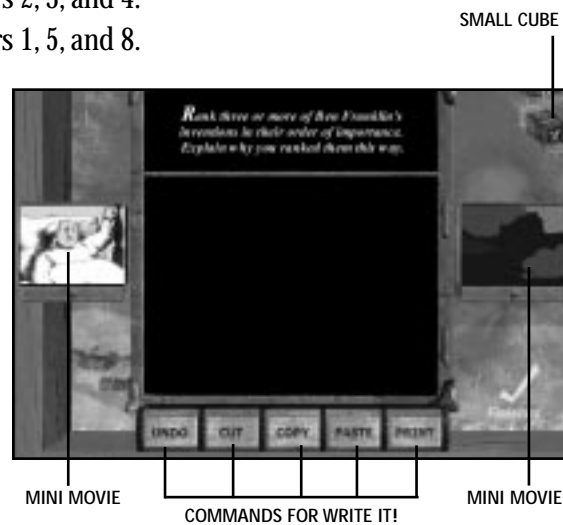 rs 2, 3, and 4.
rs 1, 5, and 8.
SMALL CUBE
Rank three or more of Ben Franklin's
inventions in their order of importance.
Explain why you ranked them this way.
UNDO CUT COPY PASTE PRINT
MINI MOVIE
COMMANDS FOR WRITE IT!
MINI MOVIE